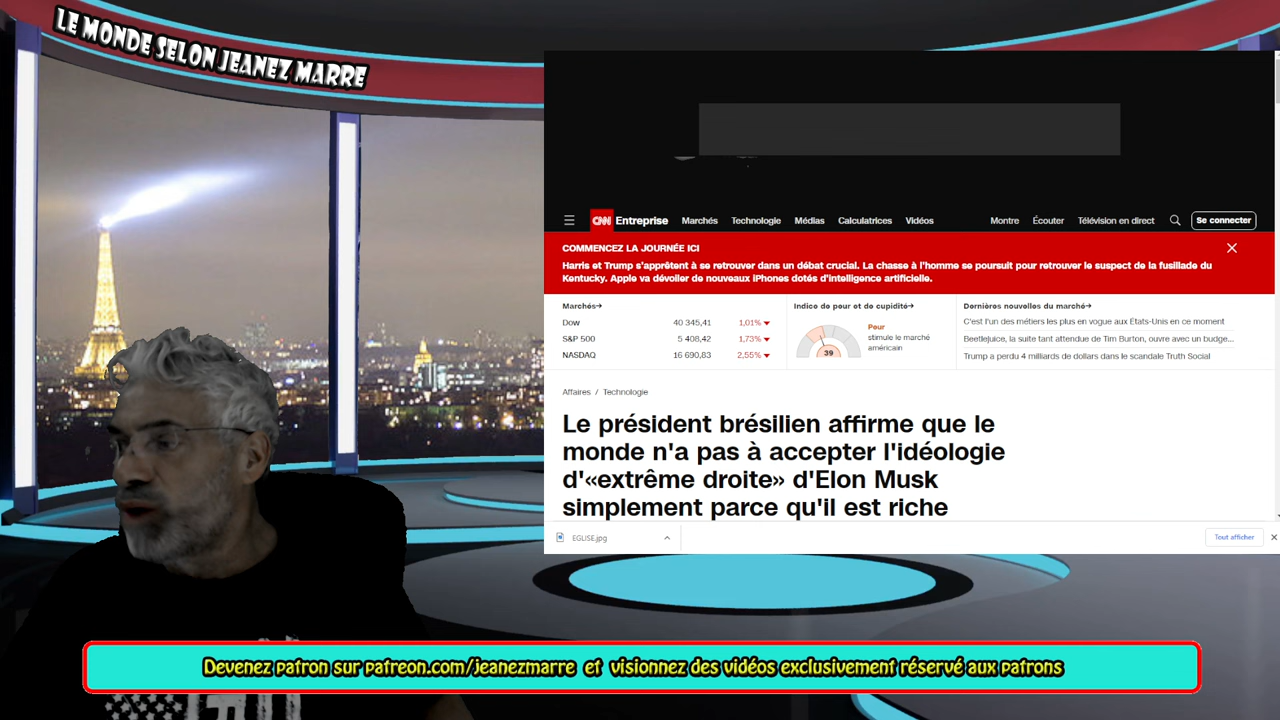 LE MONDE SELON JEANEZ MARRE
CNN Entreprise Marchés Technologie Médias Calculatrices Vidéos Montre Écouter Télévision en direct Se connecter
COMMENCEZ LA JOURNÉE ICI
Harris et Trump s'apprêtent à se retrouver dans un débat crucial. La chasse à l'homme se poursuit pour retrouver le suspect de la fusillade du
Kentucky. Apple va dévoiler de nouveaux iPhones dotés d'intelligence artificielle.
Marchés→
Dow 40 345,41 1,01%
S&P 500 5 408,42 1,73%
NASDAQ 16 690,83 2,55%
Indice de peur et de cupidité→
39
Peur
stimule le marché
américain
Dernières nouvelles du marché→
C'est l'un des métiers les plus en vogue aux États-Unis en ce moment
Beetlejuice, la suite tant attendue de Tim Burton, ouvre avec un budge...
Trump a perdu 4 milliards de dollars dans le scandale Truth Social
Affaires / Technologie
Le président brésilien affirme que le
monde n'a pas à accepter l'idéologie
d'«extrême droite» d'Elon Musk
simplement parce qu'il est riche
EGLISE.jpg
Tout afficher
Devenez patron sur patreon.com/jeanezmarre et visionnez des vidéos exclusivement réservé aux patrons